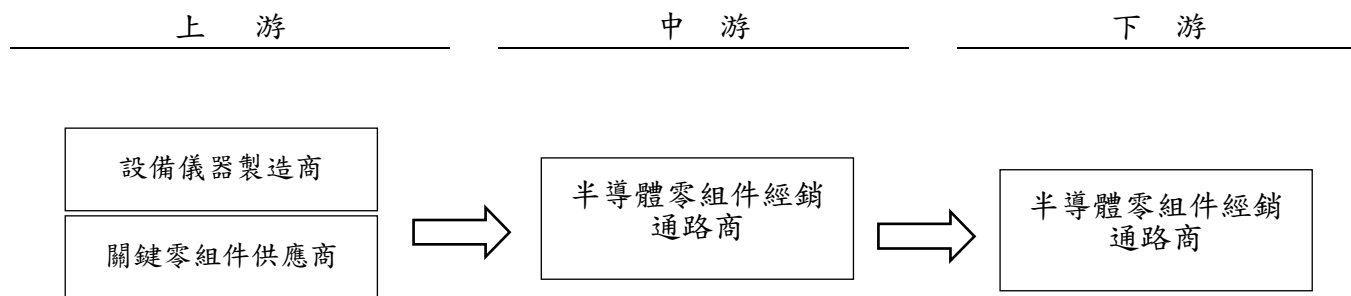 上 游
中 游
下 游
設備儀器製造商
關鍵零組件供應商
半導體零組件經銷
通路商
半導體零組件經銷
通路商